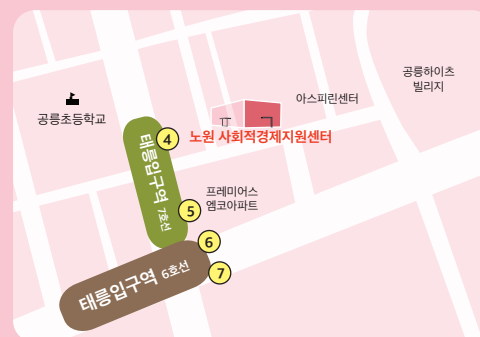 공릉하이츠
빌리지
아스피린센터
공릉초등학교
노원 사회적경제지원센터
4
태릉입구역 7호선
프레미어스
엠코아파트
5
6
7
태릉입구역 6호선